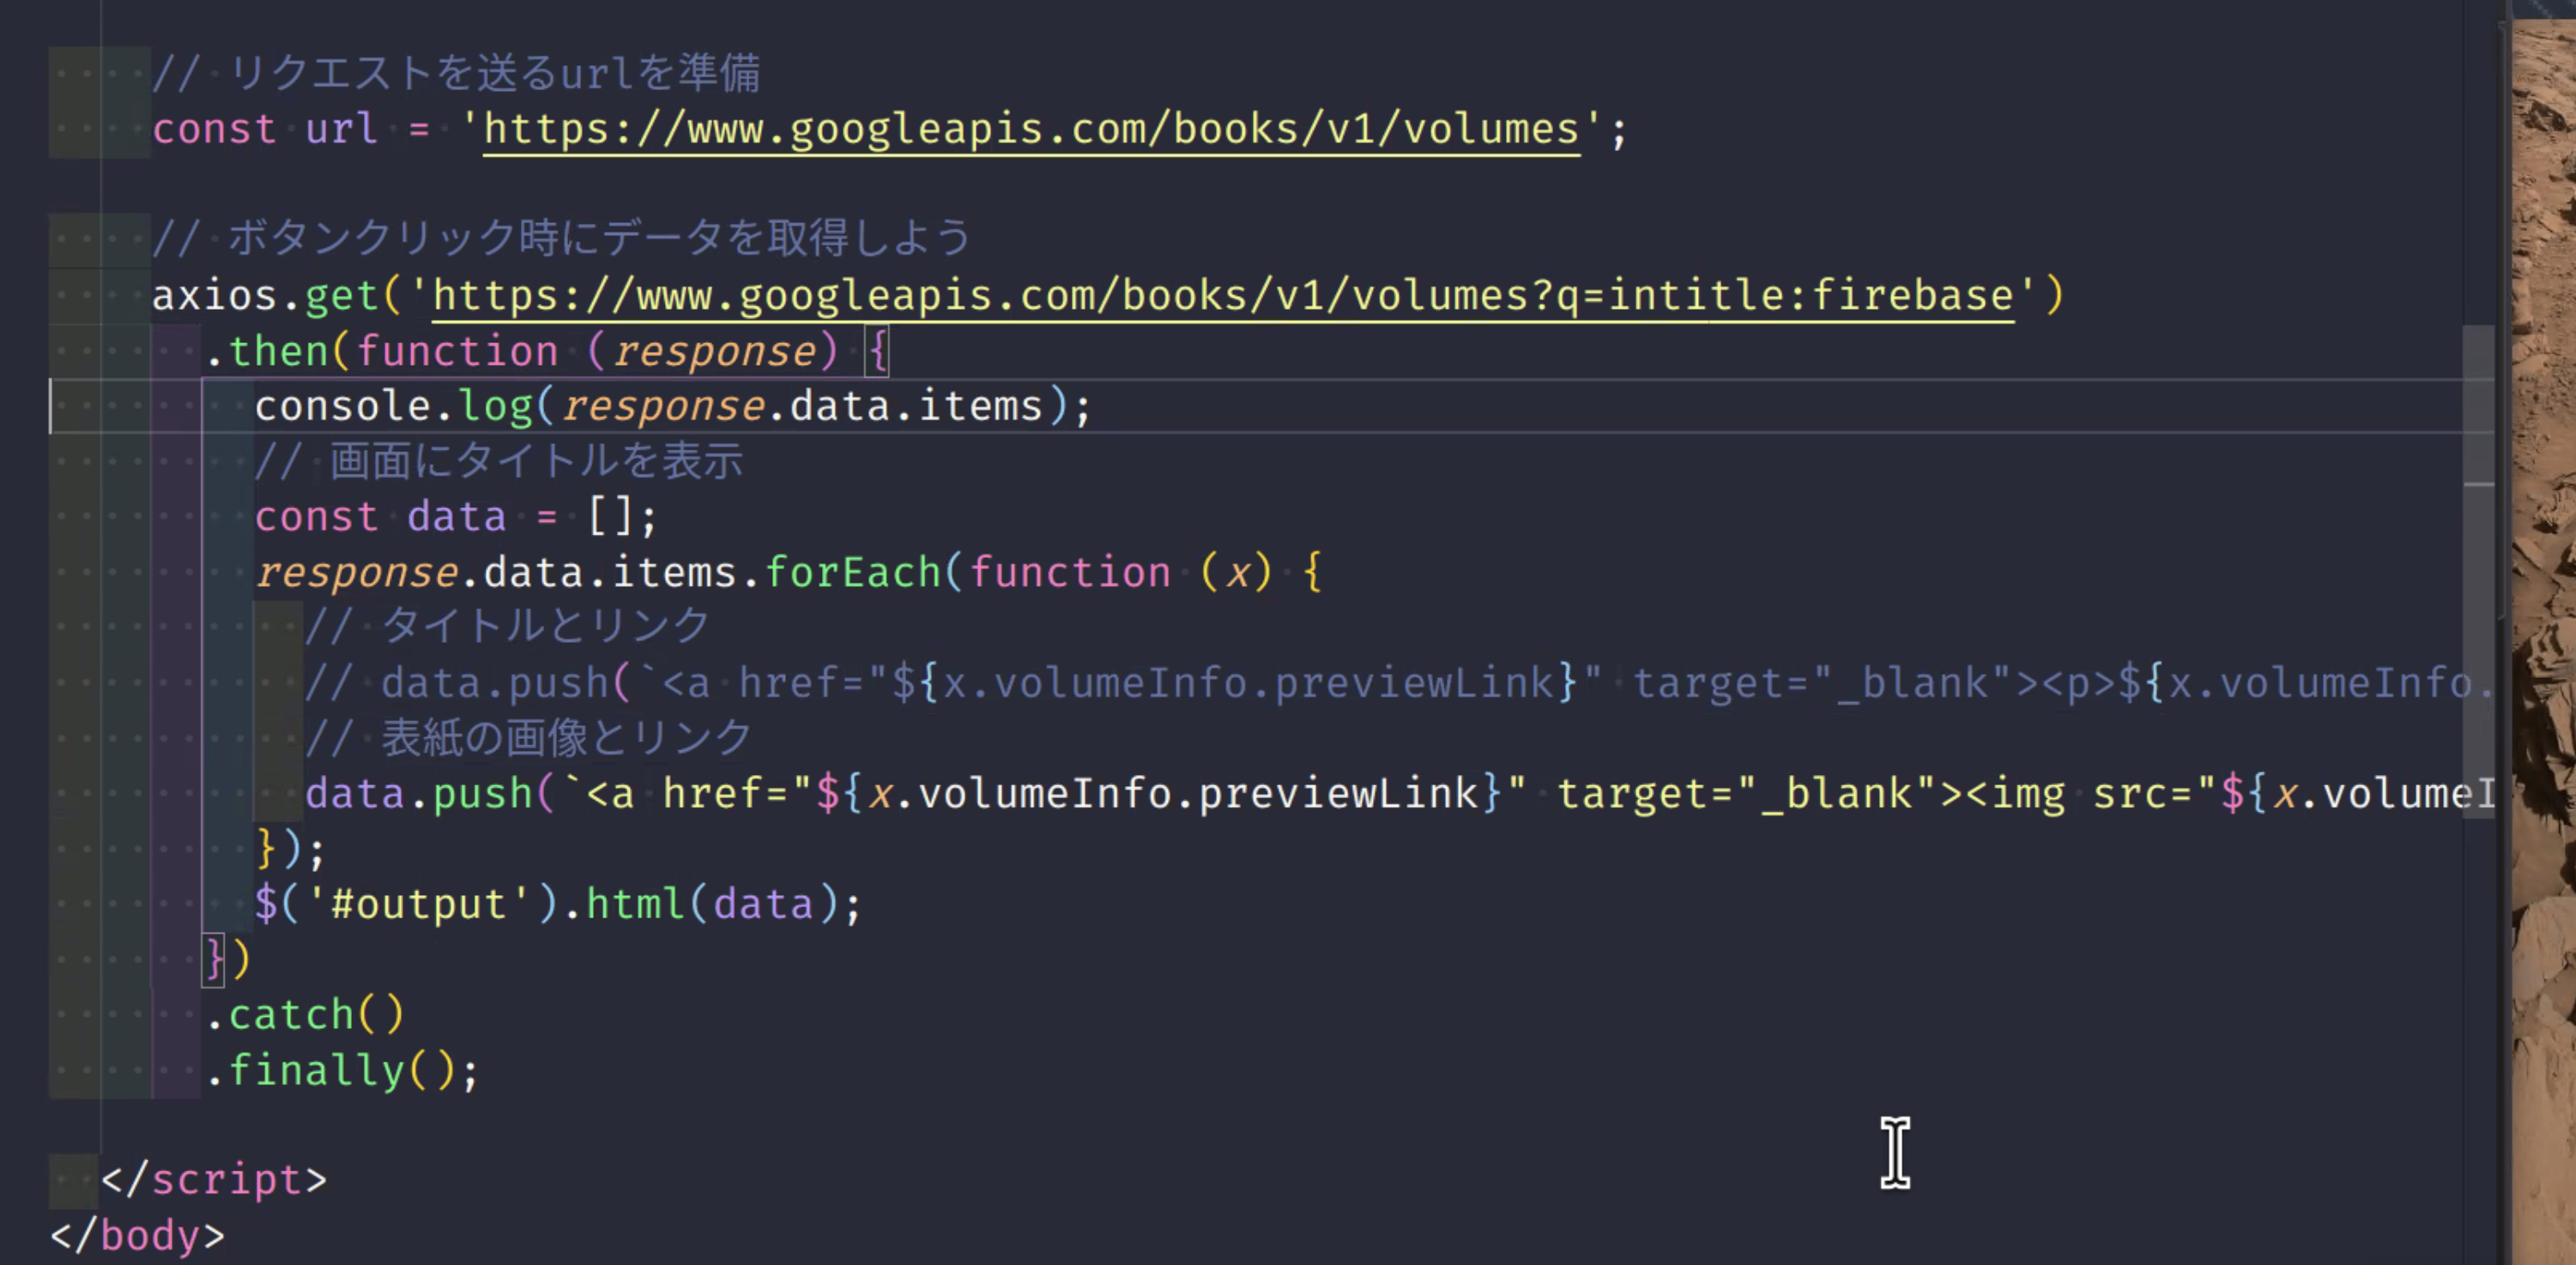 // リクエストを送るurlを準備
const url = 'https://www.googleapis.com/books/v1/volumes';
// ボタンクリック時にデータを取得しよう
axios.get('https://www.googleapis.com/books/v1/volumes?q=intitle:firebase')
.then(function (response) {
console.log(response.data.items);
// 画面にタイトルを表示
const data = [];
response.data.items.forEach(function (x) {
// タイトルとリンク
// data.push(`<a href="${x.volumeInfo.previewLink}" target="_blank"><p>${x.volumeInfo.
// 表紙の画像とリンク
data.push(`<a href="${x.volumeInfo.previewLink}" target="_blank"><img src="${x.volumeI
});
$('#output').html(data);
})
.catch()
.finally();
</script>
</body>